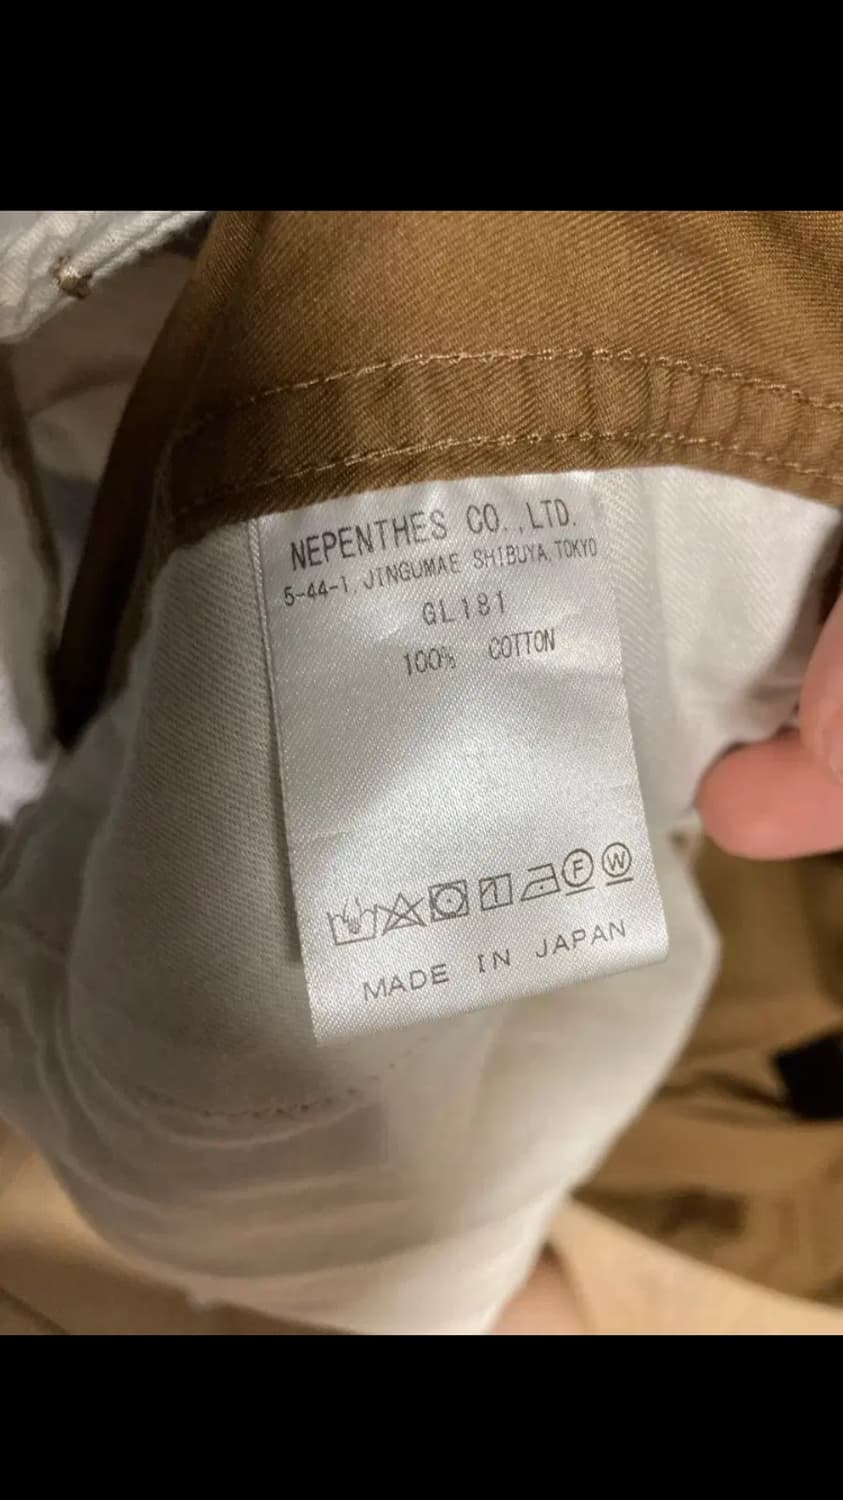 NEPENTHES CO.,LTD.
5-44-1, JINGUMAE SHIBUYA, TOKYO
GL181
100% COTTON
F W
MADE IN JAPAN